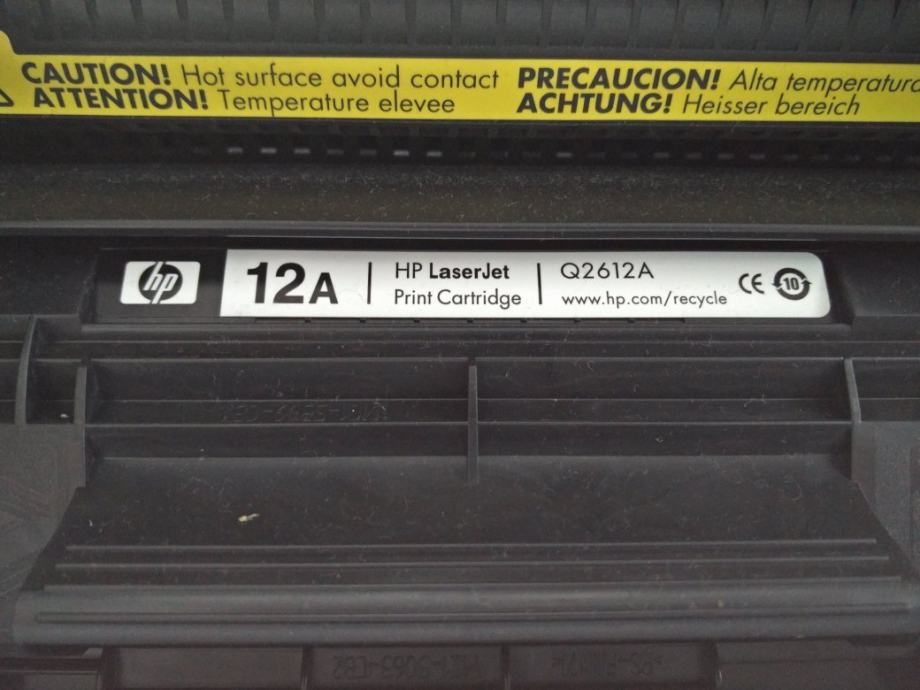 CAUTION! Hot surface avoid contact
ATTENTION! Temperature elevee
PRECAUCION! Alta temperatura
ACHTUNG! Heisser bereich
hp
12A
HP LaserJet
Print Cartridge
Q2612A
www.hp.com/recycle
CE
10